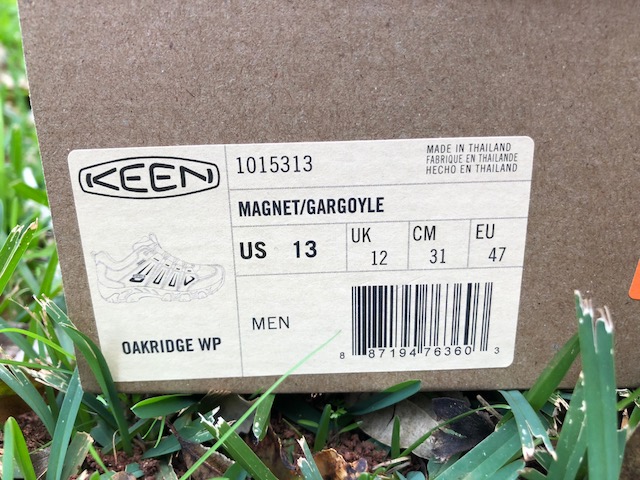 KEEN
1015313
MADE IN THAILAND
FABRIQUE EN THAILANDE
HECHO EN THAILAND
MAGNET/GARGOYLE
US 13
UK 12
CM 31
EU 47
OAKRIDGE WP
MEN
8 87194 76360 3